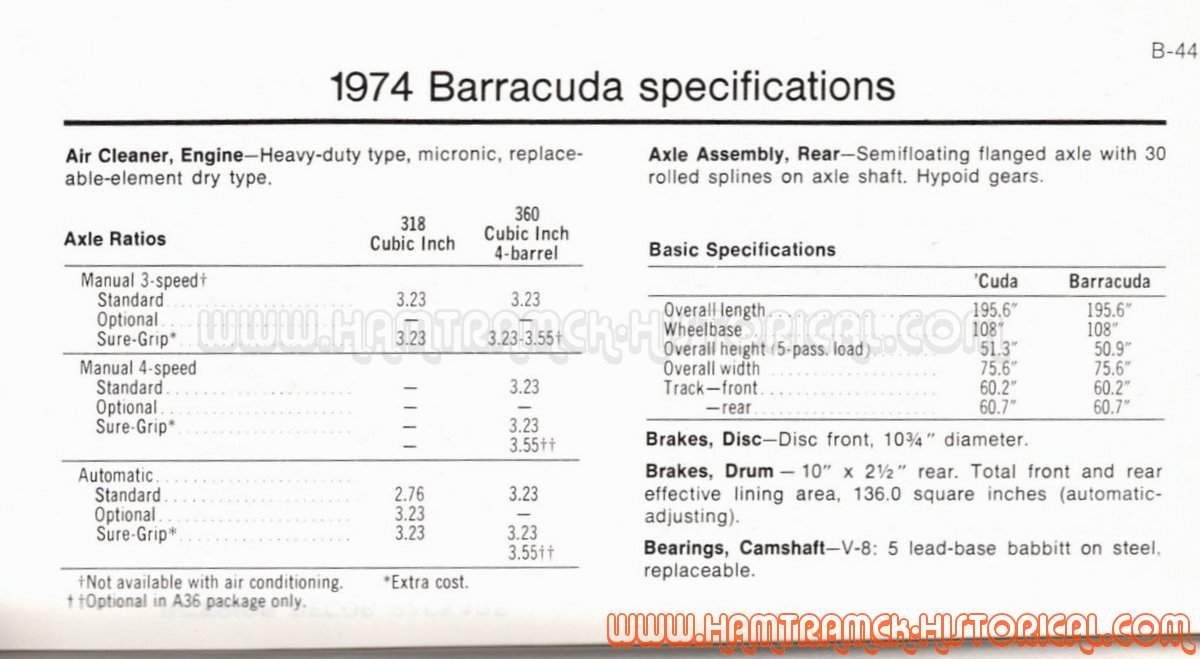 B-44
1974 Barracuda specifications
Air Cleaner, Engine—Heavy-duty type, micronic, replace-
able-element dry type.
Axle Ratios
318
Cubic Inch
360
Cubic Inch
4-barrel
Manual 3-speed†
Standard 3.23 3.23
Optional — —
Sure-Grip* 3.23 3.23-3.55†
Manual 4-speed
Standard — 3.23
Optional — —
Sure-Grip* — 3.23
— 3.55††
Automatic
Standard 2.76 3.23
Optional 3.23 —
Sure-Grip* 3.23 3.23
3.55††
†Not available with air conditioning. *Extra cost.
††Optional in A36 package only.
Axle Assembly, Rear—Semifloating flanged axle with 30
rolled splines on axle shaft. Hypoid gears.
Basic Specifications
'Cuda Barracuda
Overall length 195.6" 195.6"
Wheelbase 108" 108"
Overall height (5-pass. load) 51.3" 50.9"
Overall width 75.6" 75.6"
Track—front 60.2" 60.2"
—rear 60.7" 60.7"
Brakes, Disc—Disc front, 10¾" diameter.
Brakes, Drum — 10" x 2½" rear. Total front and rear
effective lining area, 136.0 square inches (automatic-
adjusting).
Bearings, Camshaft—V-8: 5 lead-base babbitt on steel,
replaceable.
WWW.HAMTRAMCK-HISTORICAL.COM
WWW.HAMTRAMCK-HISTORICAL.COM